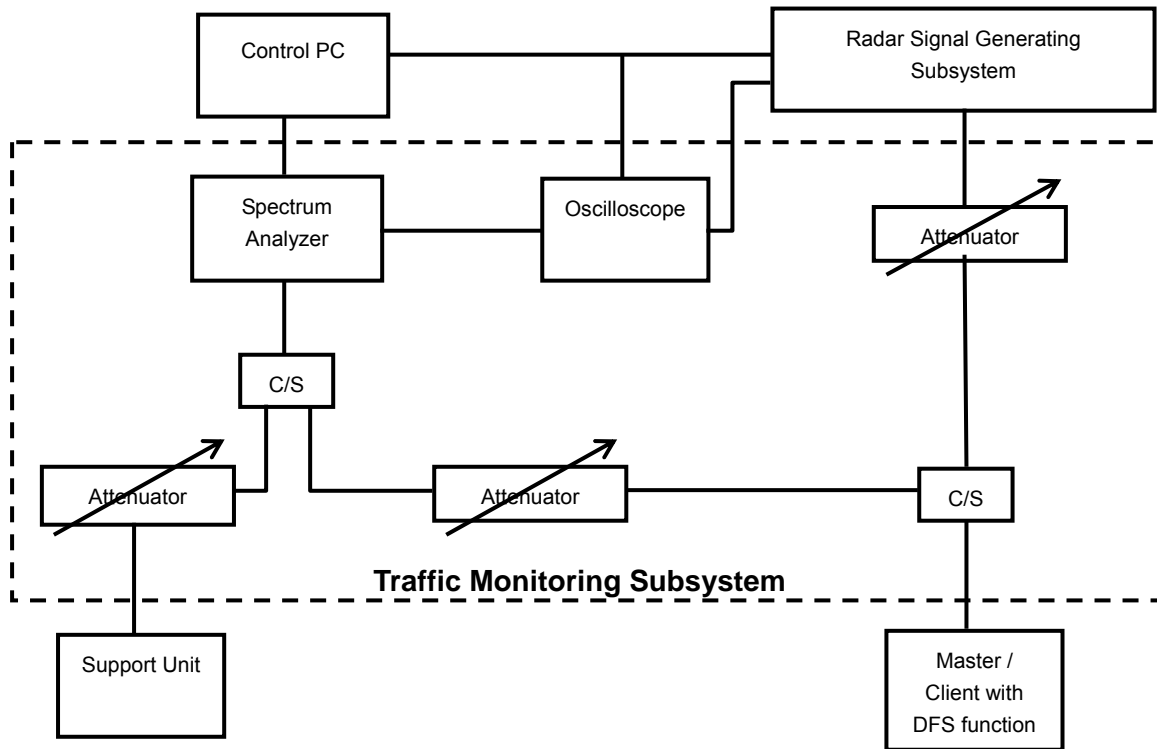 Control PC
Radar Signal Generating
Subsystem
Spectrum
Analyzer
Oscilloscope
Attenuator
C/S
Attenuator
Attenuator
C/S
Traffic Monitoring Subsystem
Support Unit
Master /
Client with
DFS function